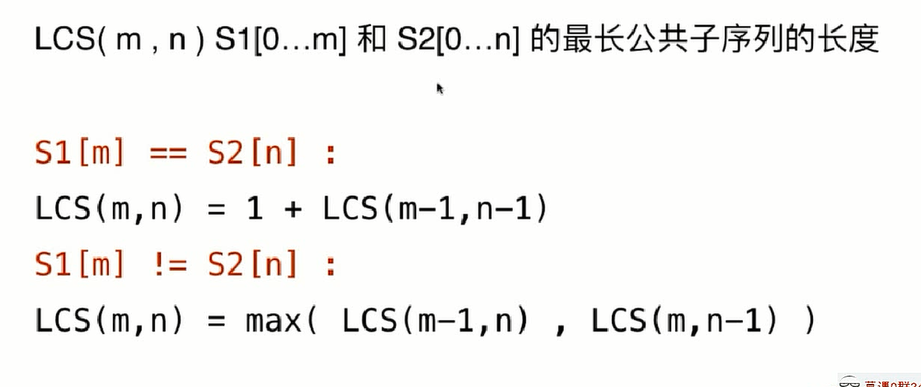 LCS( m , n ) S1[0...m] 和 S2[0...n] 的最长公共子序列的长度
S1[m] == S2[n] :
LCS(m,n) = 1 + LCS(m-1,n-1)
S1[m] != S2[n] :
LCS(m,n) = max( LCS(m-1,n) , LCS(m,n-1) )